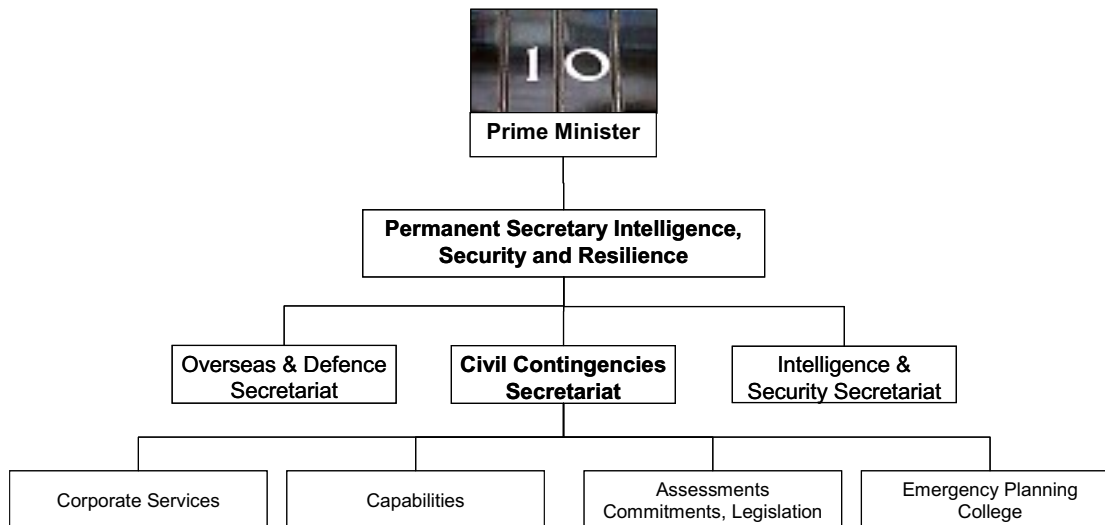 10
Prime Minister
Permanent Secretary Intelligence,
Security and Resilience
Overseas & Defence
Secretariat
Civil Contingencies
Secretariat
Intelligence &
Security Secretariat
Corporate Services
Capabilities
Assessments
Commitments, Legislation
Emergency Planning
College